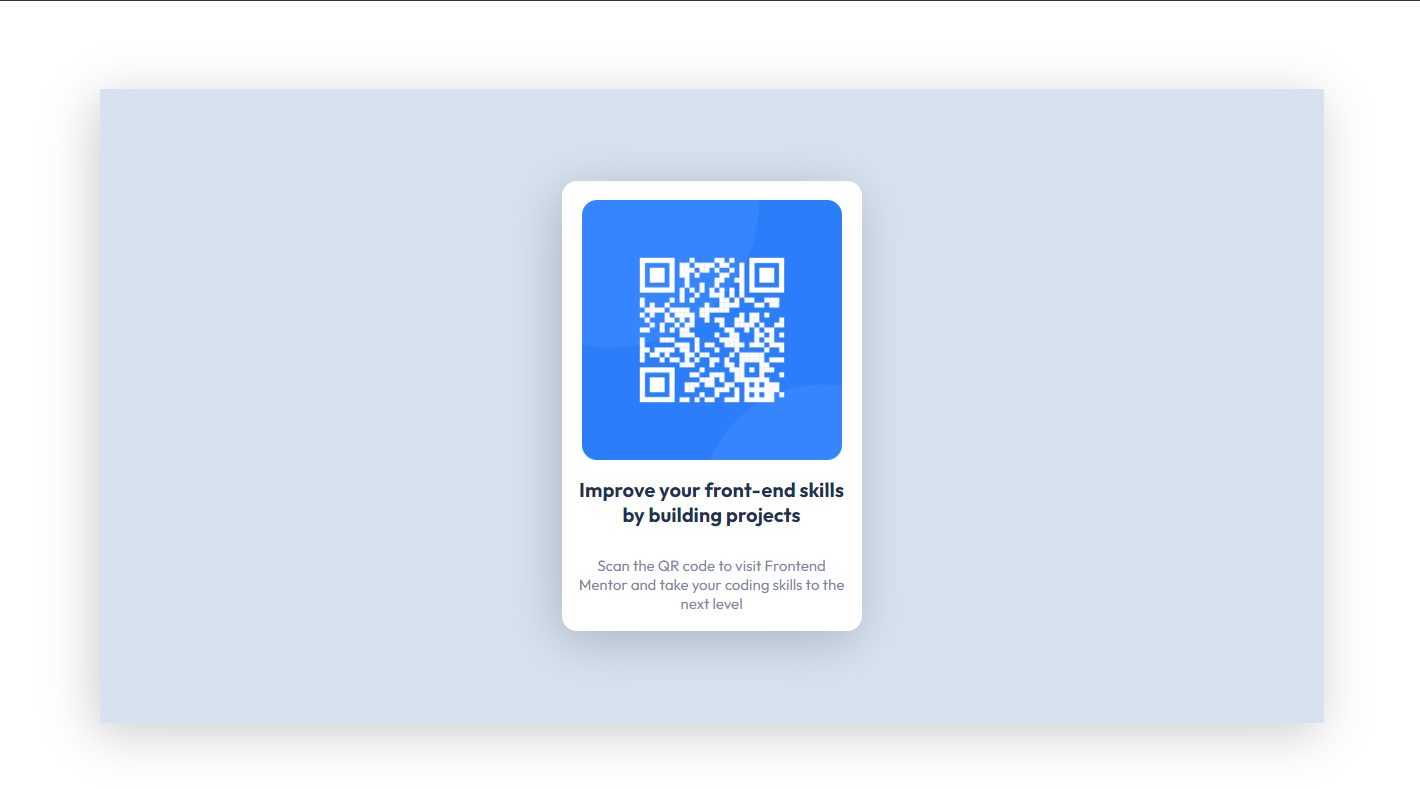 Improve your front-end skills
by building projects
Scan the QR code to visit Frontend
Mentor and take your coding skills to the
next level